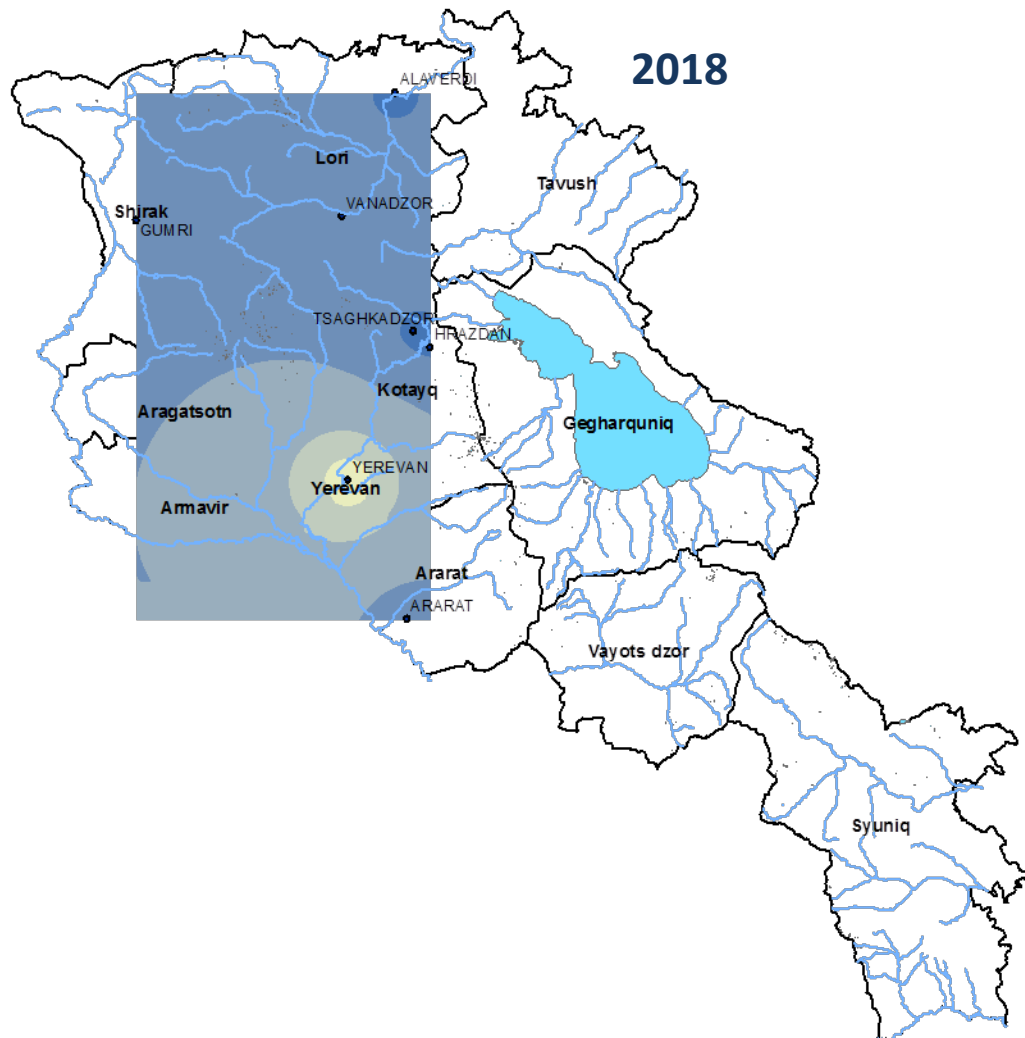 2018
ALAVERDI
Lori
Tavush
VANADZOR
Shirak
GUMRI
TSAGHKADZOR
HRAZDAN
Kotayq
Aragatsotn
Gegharquniq
YEREVAN
Yerevan
Armavir
Ararat
ARARAT
Vayots dzor
Syuniq